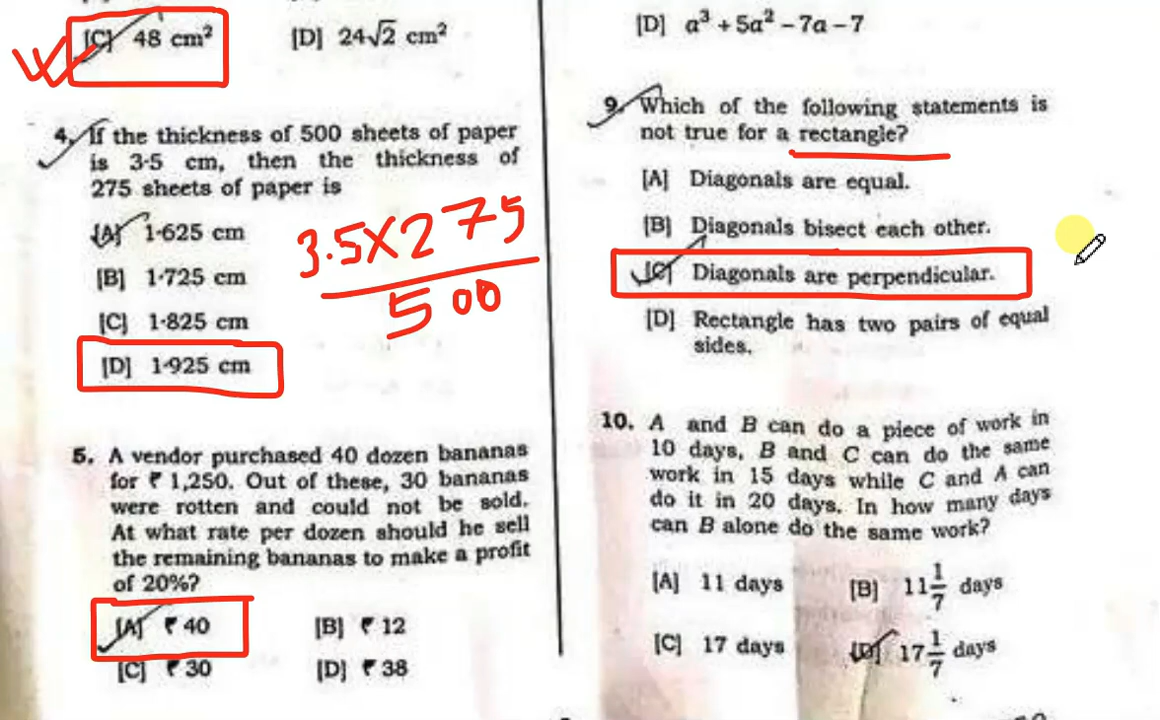 [C] 48 cm²
[D] 24√2 cm²
4. If the thickness of 500 sheets of paper
is 3·5 cm, then the thickness of
275 sheets of paper is
[A] 1·625 cm
[B] 1·725 cm
[C] 1·825 cm
[D] 1·925 cm
3.5×275
500
5. A vendor purchased 40 dozen bananas
for ₹ 1,250. Out of these, 30 bananas
were rotten and could not be sold.
At what rate per dozen should he sell
the remaining bananas to make a profit
of 20%?
[A] ₹ 40
[B] ₹ 12
[C] ₹ 30
[D] ₹ 38
[D] a³ + 5a² − 7a − 7
9. Which of the following statements is
not true for a rectangle?
[A] Diagonals are equal.
[B] Diagonals bisect each other.
[C] Diagonals are perpendicular.
[D] Rectangle has two pairs of equal
sides.
10. A and B can do a piece of work in
10 days, B and C can do the same
work in 15 days while C and A can
do it in 20 days. In how many days
can B alone do the same work?
[A] 11 days
[B] 11 1/7 days
[C] 17 days
[D] 17 1/7 days